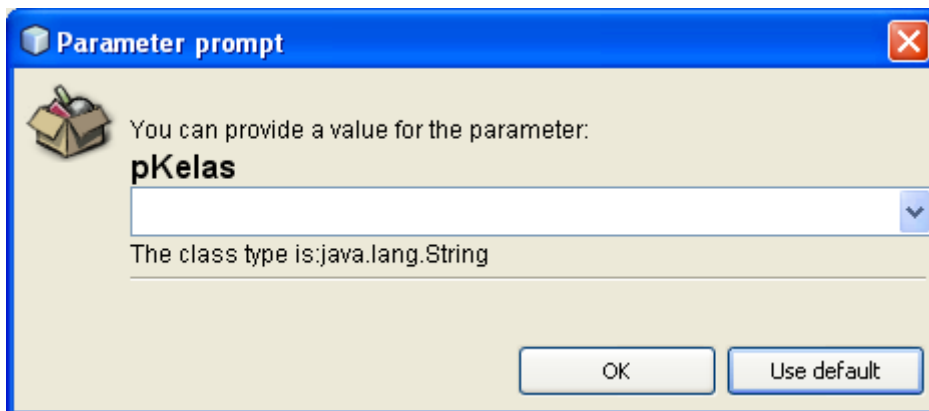 Parameter prompt
You can provide a value for the parameter:
pKelas
The class type is:java.lang.String
OK
Use default